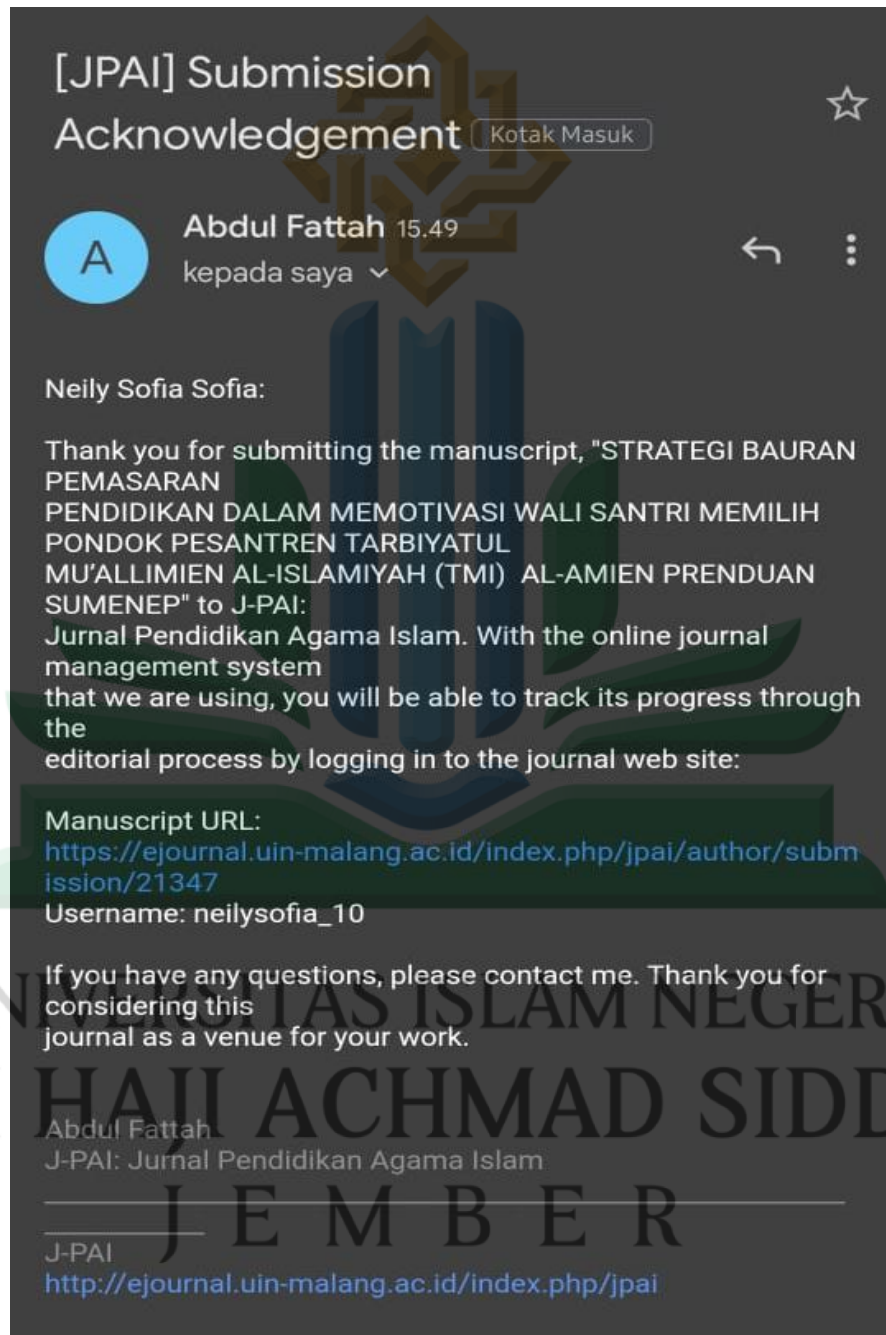 [JPAI] Submission
Acknowledgement Kotak Masuk
A
Abdul Fattah 15.49
kepada saya
Neily Sofia Sofia:
Thank you for submitting the manuscript, "STRATEGI BAURAN
PEMASARAN
PENDIDIKAN DALAM MEMOTIVASI WALI SANTRI MEMILIH
PONDOK PESANTREN TARBIYATUL
MU'ALLIMIEN AL-ISLAMIYAH (TMI)  AL-AMIEN PRENDUAN
SUMENEP" to J-PAI:
Jurnal Pendidikan Agama Islam. With the online journal
management system
that we are using, you will be able to track its progress through
the
editorial process by logging in to the journal web site:
Manuscript URL:
https://ejournal.uin-malang.ac.id/index.php/jpai/author/subm
ission/21347
Username: neilysofia_10
If you have any questions, please contact me. Thank you for
considering this
journal as a venue for your work.
NIVERSITAS ISLAM NEGER
HAJI ACHMAD SIDD
JEMBER
Abdul Fattah
J-PAI: Jurnal Pendidikan Agama Islam
J-PAI
http://ejournal.uin-malang.ac.id/index.php/jpai